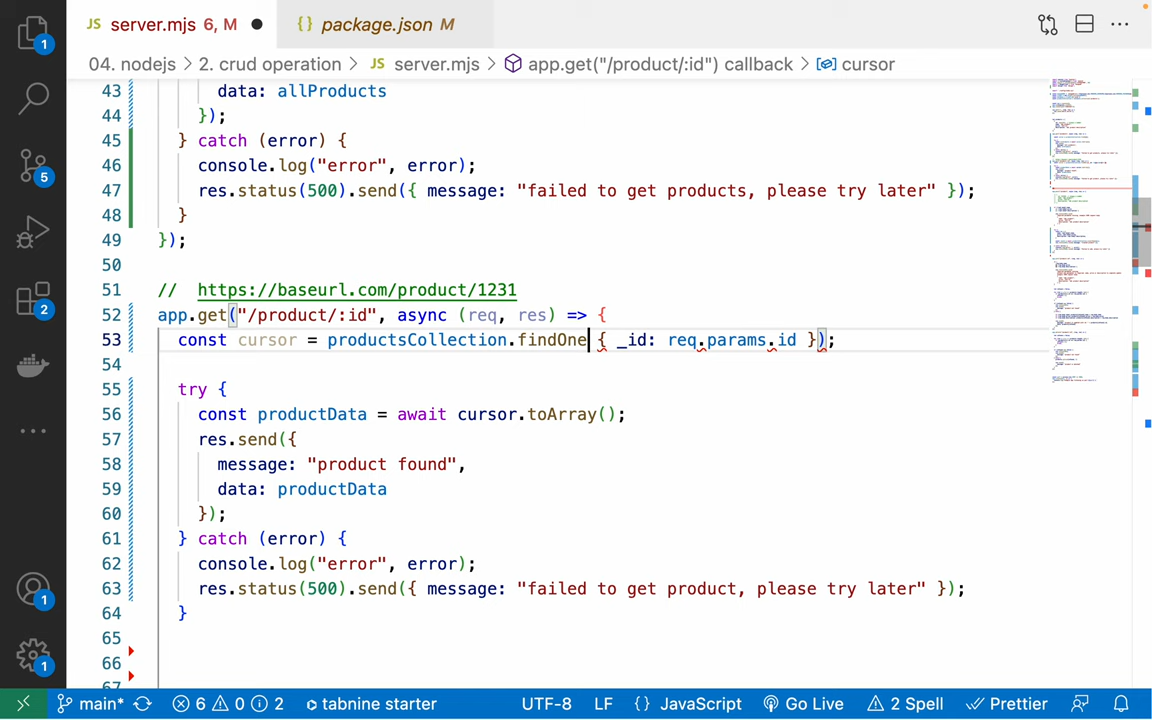 JS server.mjs 6, M ●
{} package.json M
04. nodejs > 2. crud operation > JS server.mjs > app.get("/product/:id") callback > cursor
43 data: allProducts
44 });
45 } catch (error) {
46 console.log("error", error);
47 res.status(500).send({ message: "failed to get products, please try later" });
48 }
49 });
50
51 // https://baseurl.com/product/1231
52 app.get("/product/:id", async (req, res) => {
53 const cursor = productsCollection.findOne { _id: req.params.id });
54
55 try {
56 const productData = await cursor.toArray();
57 res.send({
58 message: "product found",
59 data: productData
60 });
61 } catch (error) {
62 console.log("error", error);
63 res.status(500).send({ message: "failed to get product, please try later" });
64 }
65
66
67
1
5
2
1
1
main* 6 0 2 tabnine starter UTF-8 LF {} JavaScript Go Live 2 Spell Prettier